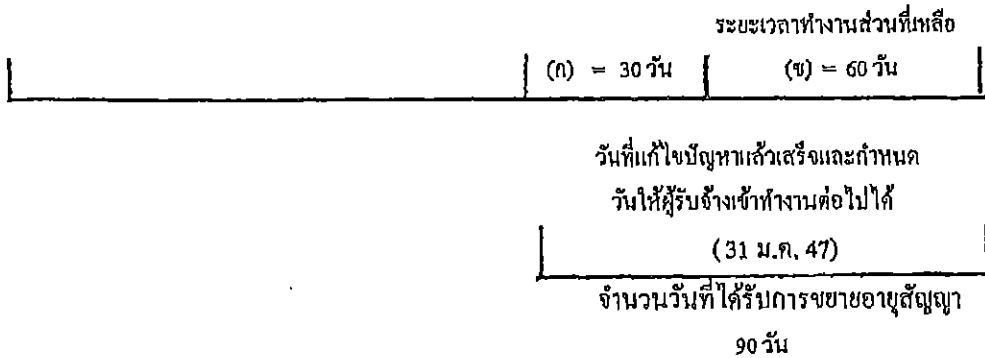 ระยะเวลาทำงานส่วนที่เหลือ
(ก) = 30 วัน (ข) = 60 วัน
วันที่แก้ไขปัญหาแล้วเสร็จและกำหนด
วันให้ผู้รับจ้างเข้าทำงานต่อไปได้
(31 ม.ค. 47)
จำนวนวันที่ได้รับการขยายอายุสัญญา
90 วัน